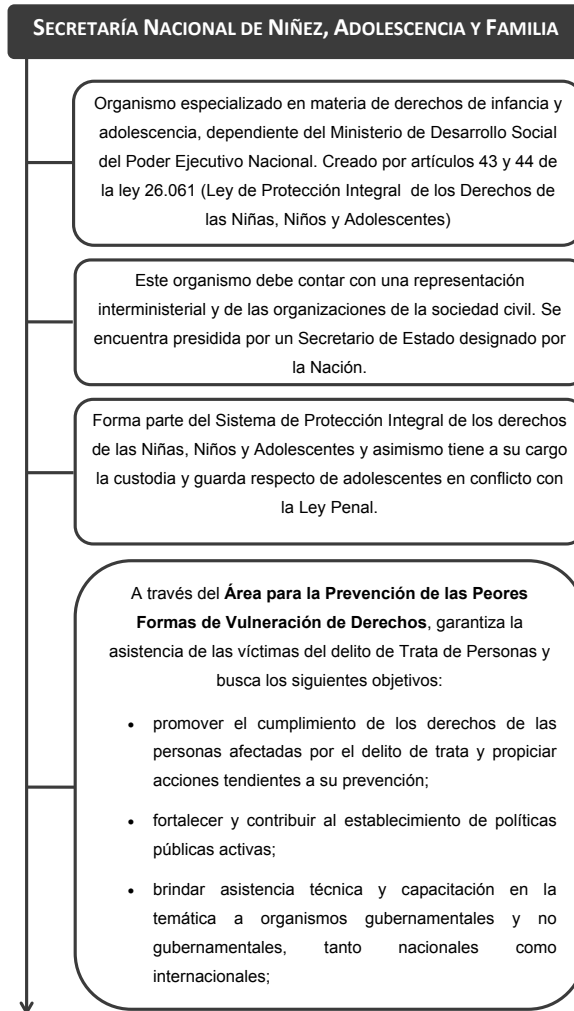 SECRETARÍA NACIONAL DE NIÑEZ, ADOLESCENCIA Y FAMILIA
Organismo especializado en materia de derechos de infancia y
adolescencia, dependiente del Ministerio de Desarrollo Social
del Poder Ejecutivo Nacional. Creado por artículos 43 y 44 de
la ley 26.061 (Ley de Protección Integral de los Derechos de
las Niñas, Niños y Adolescentes)
Este organismo debe contar con una representación
interministerial y de las organizaciones de la sociedad civil. Se
encuentra presidida por un Secretario de Estado designado por
la Nación.
Forma parte del Sistema de Protección Integral de los derechos
de las Niñas, Niños y Adolescentes y asimismo tiene a su cargo
la custodia y guarda respecto de adolescentes en conflicto con
la Ley Penal.
A través del Área para la Prevención de las Peores
Formas de Vulneración de Derechos, garantiza la
asistencia de las víctimas del delito de Trata de Personas y
busca los siguientes objetivos:
• promover el cumplimiento de los derechos de las
personas afectadas por el delito de trata y propiciar
acciones tendientes a su prevención;
• fortalecer y contribuir al establecimiento de políticas
públicas activas;
• brindar asistencia técnica y capacitación en la
temática a organismos gubernamentales y no
gubernamentales, tanto nacionales como
internacionales;